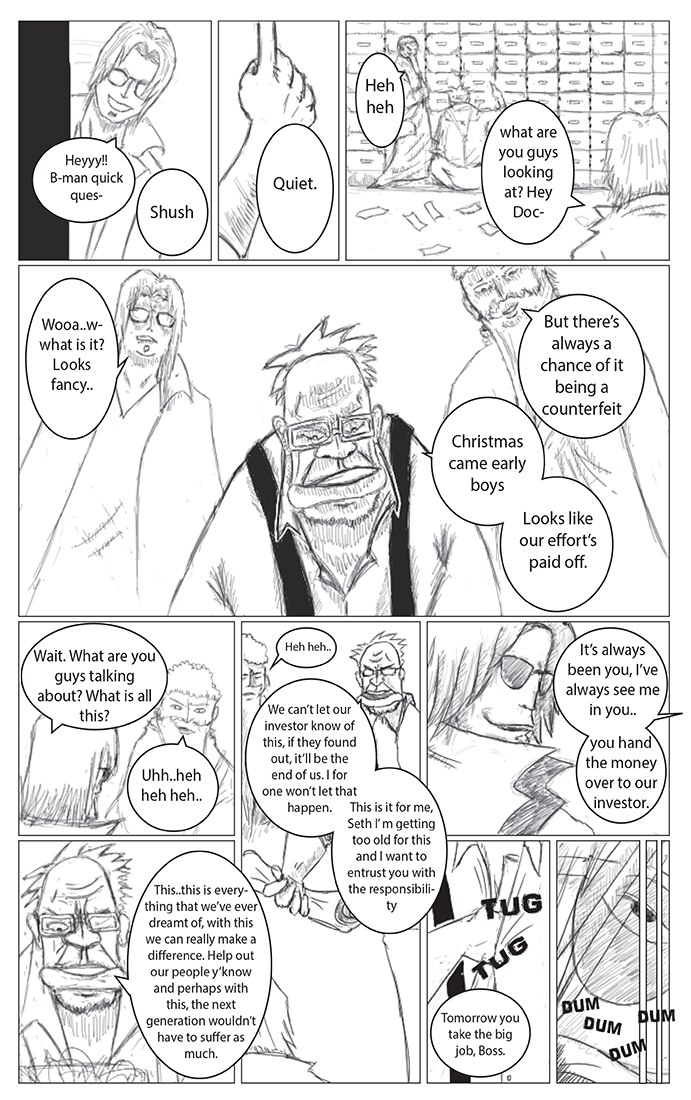 Heyyy!!
B-man quick
ques-
Shush
Quiet.
Heh
heh
what are
you guys
looking
at? Hey
Doc-
Wooa..w-
what is it?
Looks
fancy..
But there's
always a
chance of it
being a
counterfeit
Christmas
came early
boys
Looks like
our effort's
paid off.
Wait. What are you
guys talking
about? What is all
this?
Uhh..heh
heh heh..
Heh heh..
We can't let our
investor know of
this, if they found
out, it'll be the
end of us. I for
one won't let that
happen.
This is it for me,
Seth I' m getting
too old for this
and I want to
entrust you with
the responsibili-
ty
It's always
been you, I've
always see me
in you..
you hand
the money
over to our
investor.
This..this is every-
thing that we've ever
dreamt of, with this
we can really make a
difference. Help out
our people y'know
and perhaps with
this, the next
generation wouldn't
have to suffer as
much.
TUG
TUG
Tomorrow you
take the big
job, Boss.
DUM
DUM
DUM
DUM